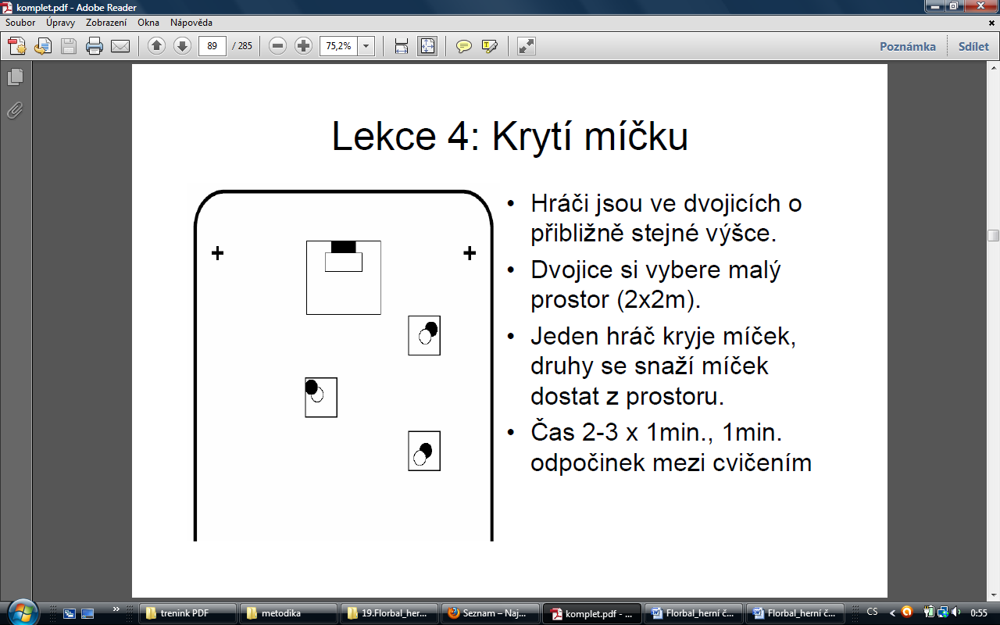 komplet.pdf - Adobe Reader
Soubor Úpravy Zobrazení Okna Nápověda
89 / 285 75,2% Poznámka Sdílet
Lekce 4: Krytí míčku
• Hráči jsou ve dvojicích o
přibližně stejné výšce.
• Dvojice si vybere malý
prostor (2x2m).
• Jeden hráč kryje míček,
druhy se snaží míček
dostat z prostoru.
• Čas 2-3 x 1min., 1min.
odpočinek mezi cvičením
trenink PDF metodika 19.Florbal_her... Seznam – Naj... komplet.pdf - ... Florbal_herní č... Florbal_herní č... CS 0:55